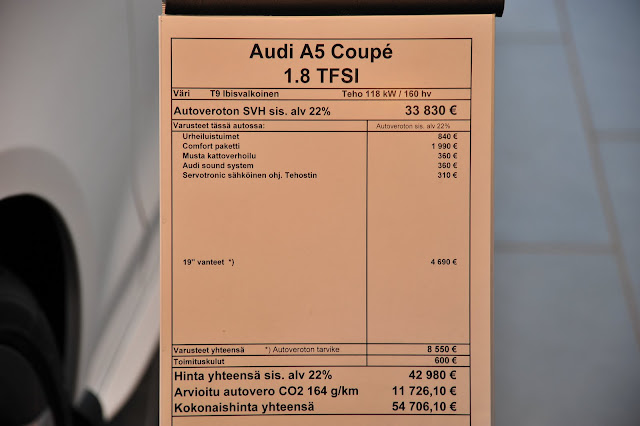 Audi A5 Coupé
1.8 TFSI
Väri T9 Ibisvalkoinen Teho 118 kW / 160 hv
Autoveroton SVH sis. alv 22% 33 830 €
Varusteet tässä autossa: Autoveroton sis. alv 22%
Urheiluistuimet 840 €
Comfort paketti 1 990 €
Musta kattoverhoilu 360 €
Audi sound system 360 €
Servotronic sähköinen ohj. Tehostin 310 €
19" vanteet *) 4 690 €
Varusteet yhteensä *) Autoveroton tarvike 8 550 €
Toimituskulut 600 €
Hinta yhteensä sis. alv 22% 42 980 €
Arvioitu autovero CO2 164 g/km 11 726,10 €
Kokonaishinta yhteensä 54 706,10 €